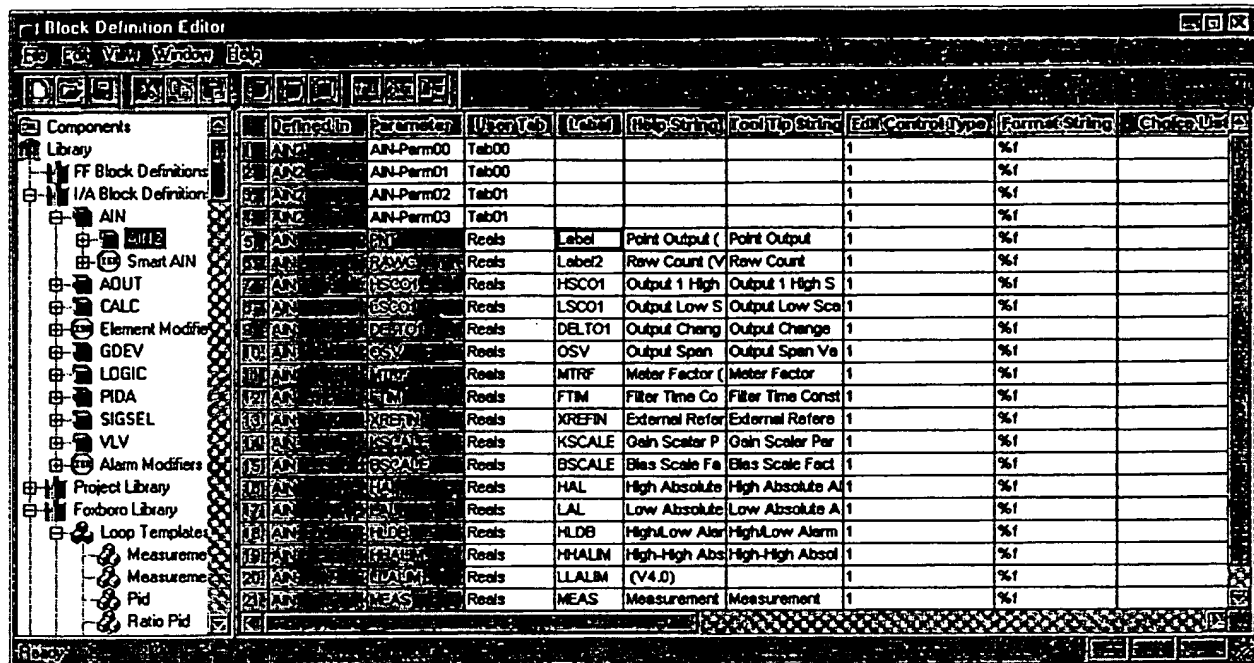 Block Definition Editor
File Edit View Window Help
Components
Library
FF Block Definitions
I/A Block Definition
AIN
AIN2
Smart AIN
AOUT
CALC
Element Modifie
GDEV
LOGIC
PIDA
SIGSEL
VLV
Alarm Modifiers
Project Library
Foxboro Library
Loop Templates
Measureme
Measureme
Pid
Ratio Pid
Defined In Parameter User Tab Label Help String Tool Tip String Edit Control Type Format String Choice List
1 AIN2 AIN-Parm00 Tab00 1 %f
2 AIN2 AIN-Parm01 Tab00 1 %f
3 AIN2 AIN-Parm02 Tab01 1 %f
4 AIN2 AIN-Parm03 Tab01 1 %f
5 AIN PNT Reals Label Point Output ( Point Output 1 %f
6 AIN RAWC Reals Label2 Raw Count (V Raw Count 1 %f
7 AIN HSCO1 Reals HSCO1 Output 1 High Output 1 High S 1 %f
8 AIN LSCO1 Reals LSCO1 Output Low S Output Low Sca 1 %f
9 AIN DELTO1 Reals DELTO1 Output Chang Output Change 1 %f
10 AIN OSV Reals OSV Output Span Output Span Va 1 %f
11 AIN MTRF Reals MTRF Meter Factor ( Meter Factor 1 %f
12 AIN FTIM Reals FTIM Filter Time Co Filter Time Const 1 %f
13 AIN XREFIN Reals XREFIN External Refer External Refere 1 %f
14 AIN KSCALE Reals KSCALE Gain Scaler P Gain Scaler Par 1 %f
15 AIN BSCALE Reals BSCALE Bias Scale Fa Bias Scale Fact 1 %f
16 AIN HAL Reals HAL High Absolute High Absolute Al 1 %f
17 AIN LAL Reals LAL Low Absolute Low Absolute A 1 %f
18 AIN HLDB Reals HLDB High/Low Aler High/Low Alarm 1 %f
19 AIN HHALIM Reals HHALIM High-High Abs High-High Absol 1 %f
20 AIN LLALIM Reals LLALIM (V4.0) 1 %f
21 AIN MEAS Reals MEAS Measurement Measurement 1 %f
Ready